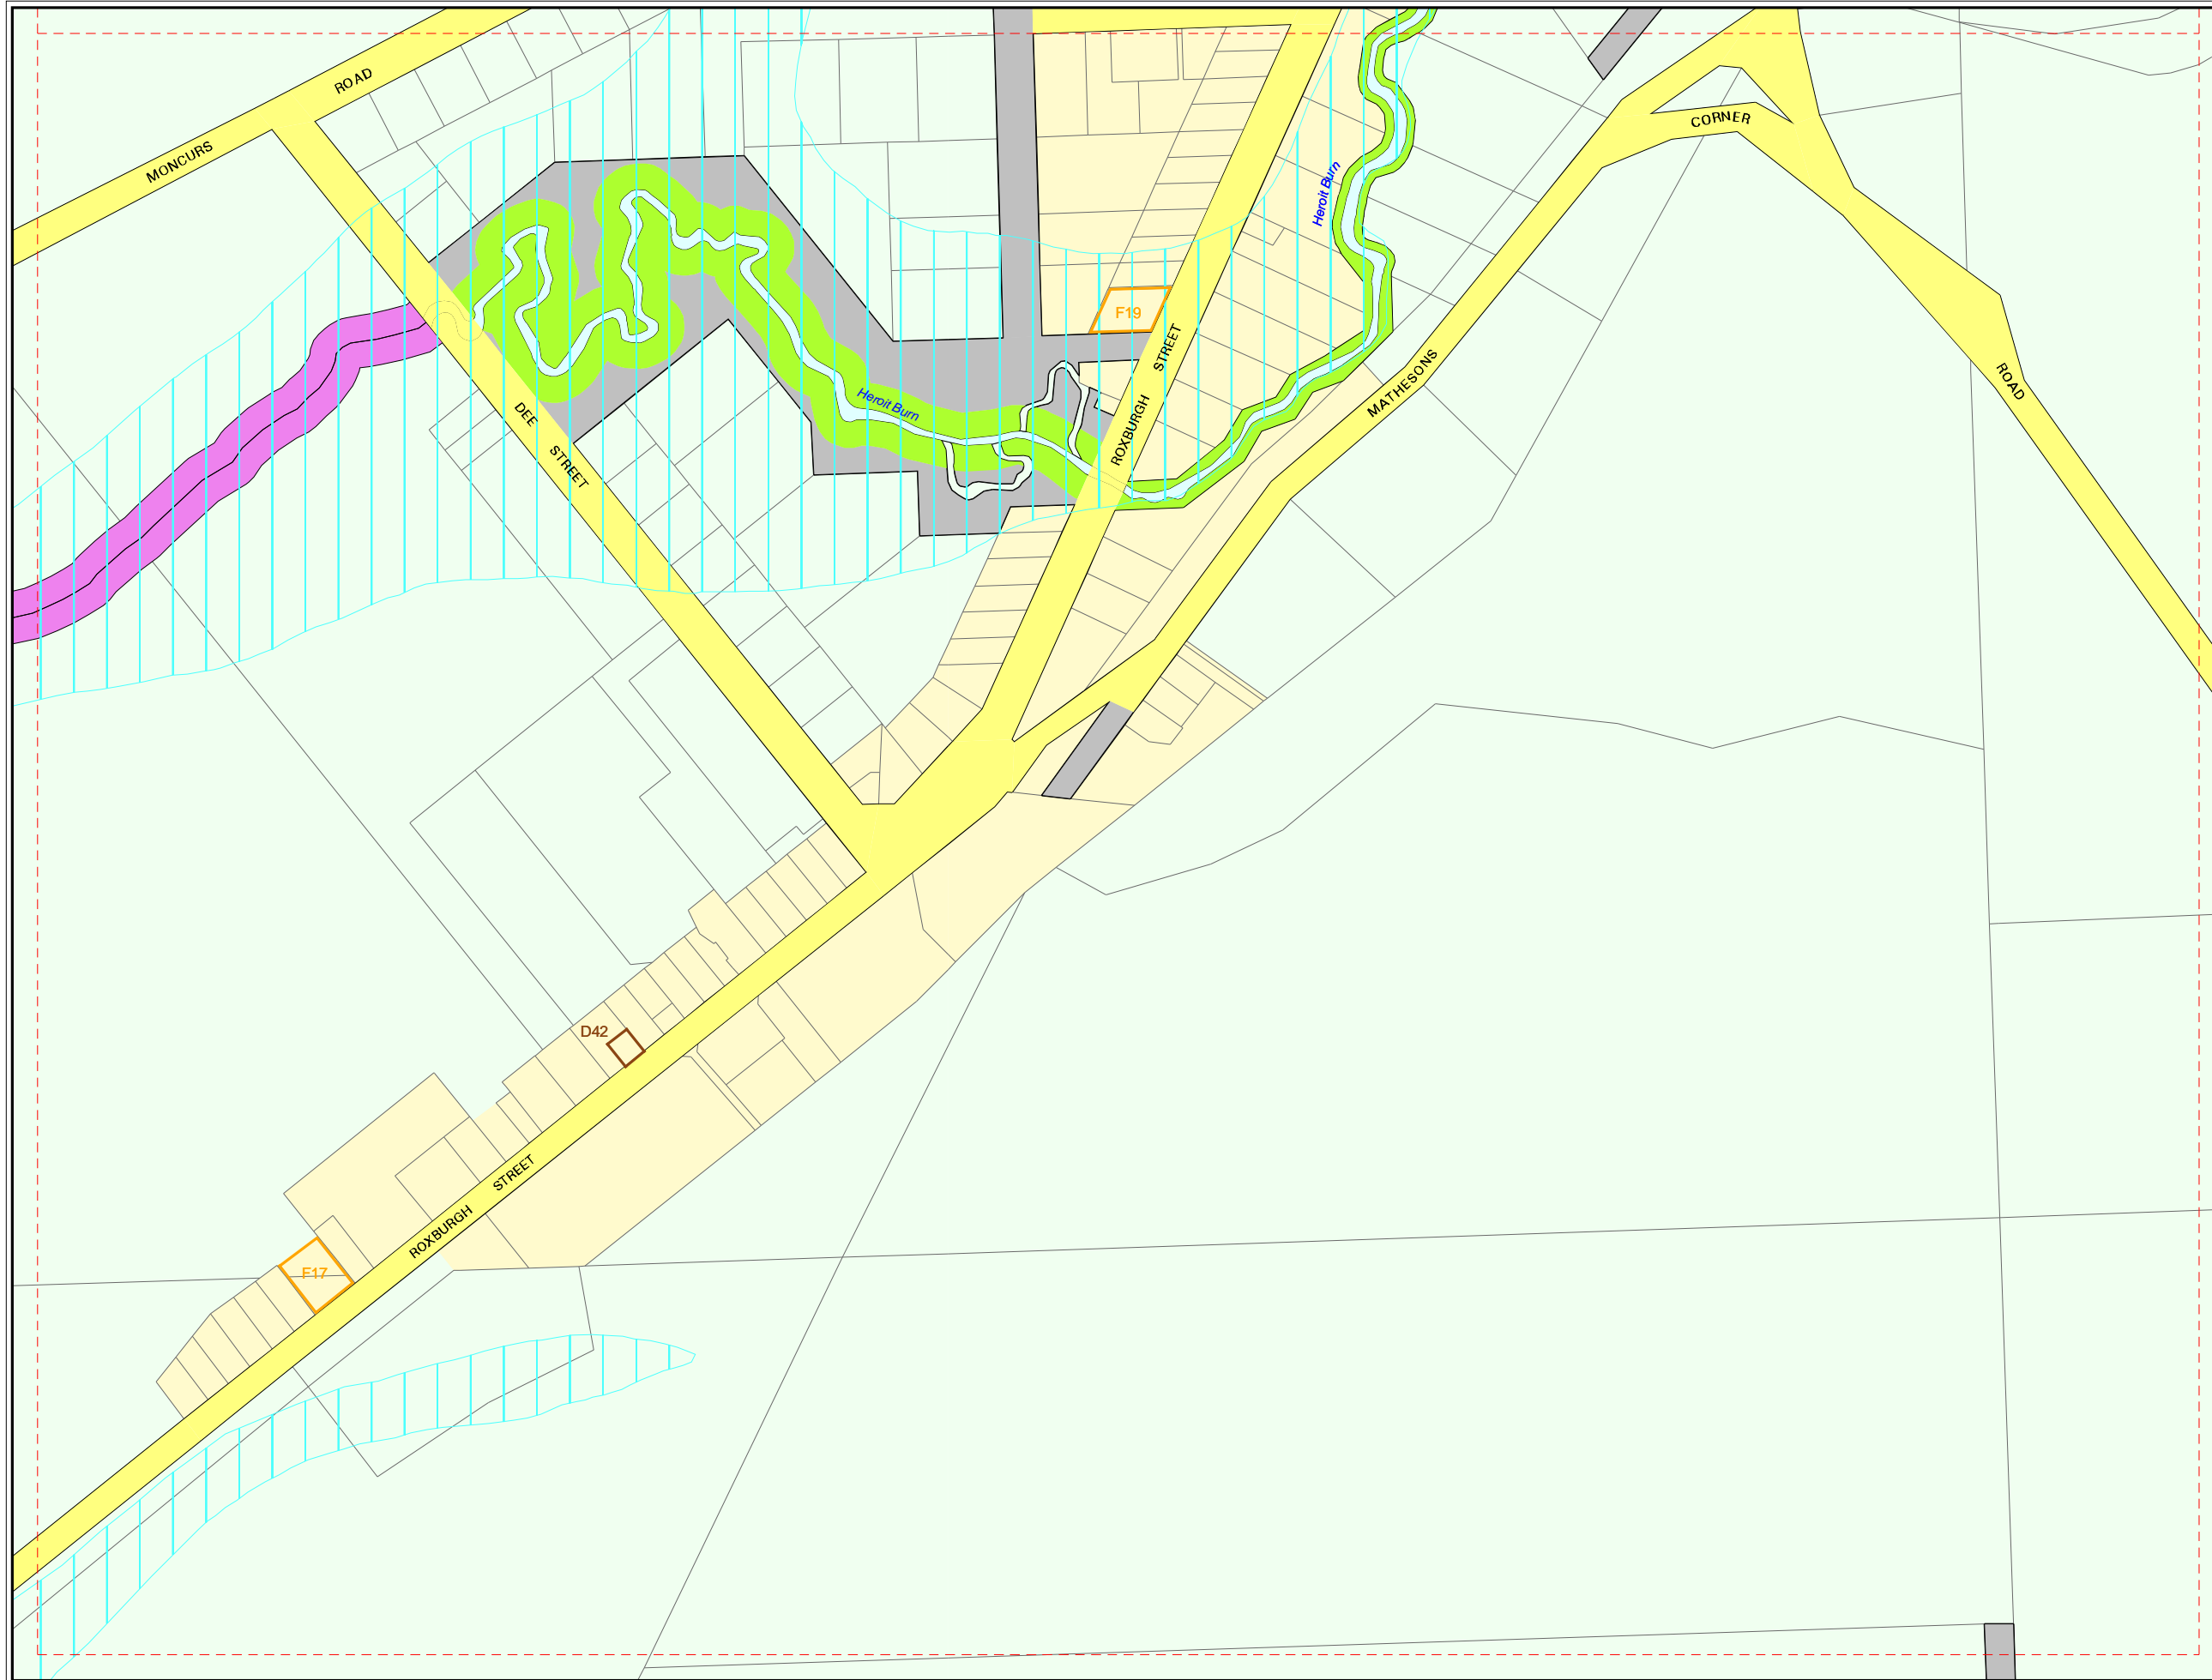 ROAD
MONCURS
CORNER
Heroit Burn
F19
STREET
ROXBURGH
MATHESONS
ROAD
Heroit Burn
DEE
STREET
D42
STREET
ROXBURGH
F17